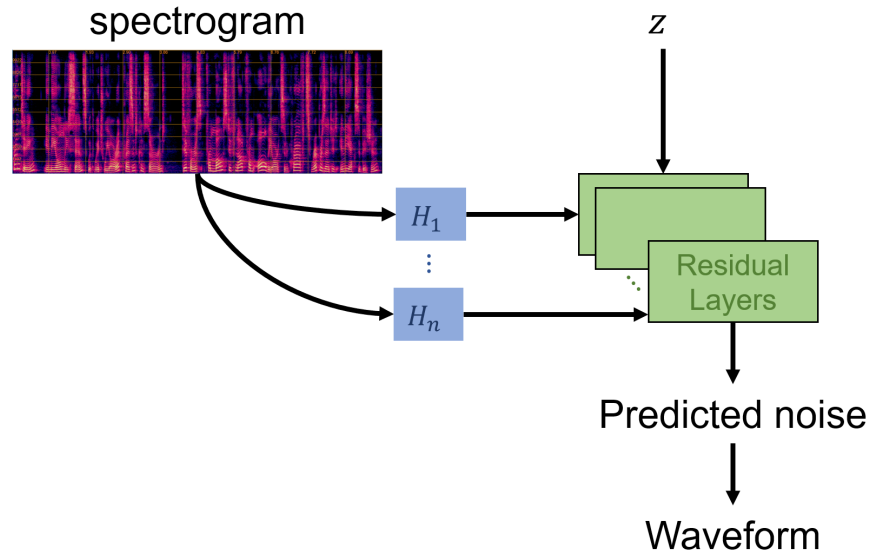 spectrogram
z
H₁
⋮
Hₙ
Residual
Layers
Predicted noise
Waveform